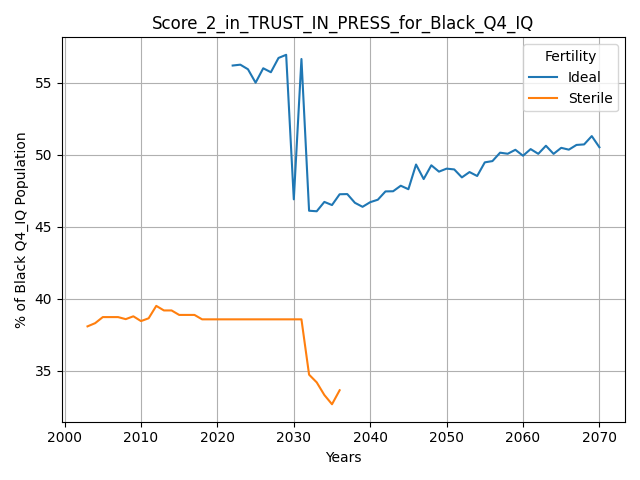 Score_2_in_TRUST_IN_PRESS_for_Black_Q4_IQ
Fertility
Ideal
Sterile
% of Black Q4_IQ Population
55
50
45
40
35
2000 2010 2020 2030 2040 2050 2060 2070
Years